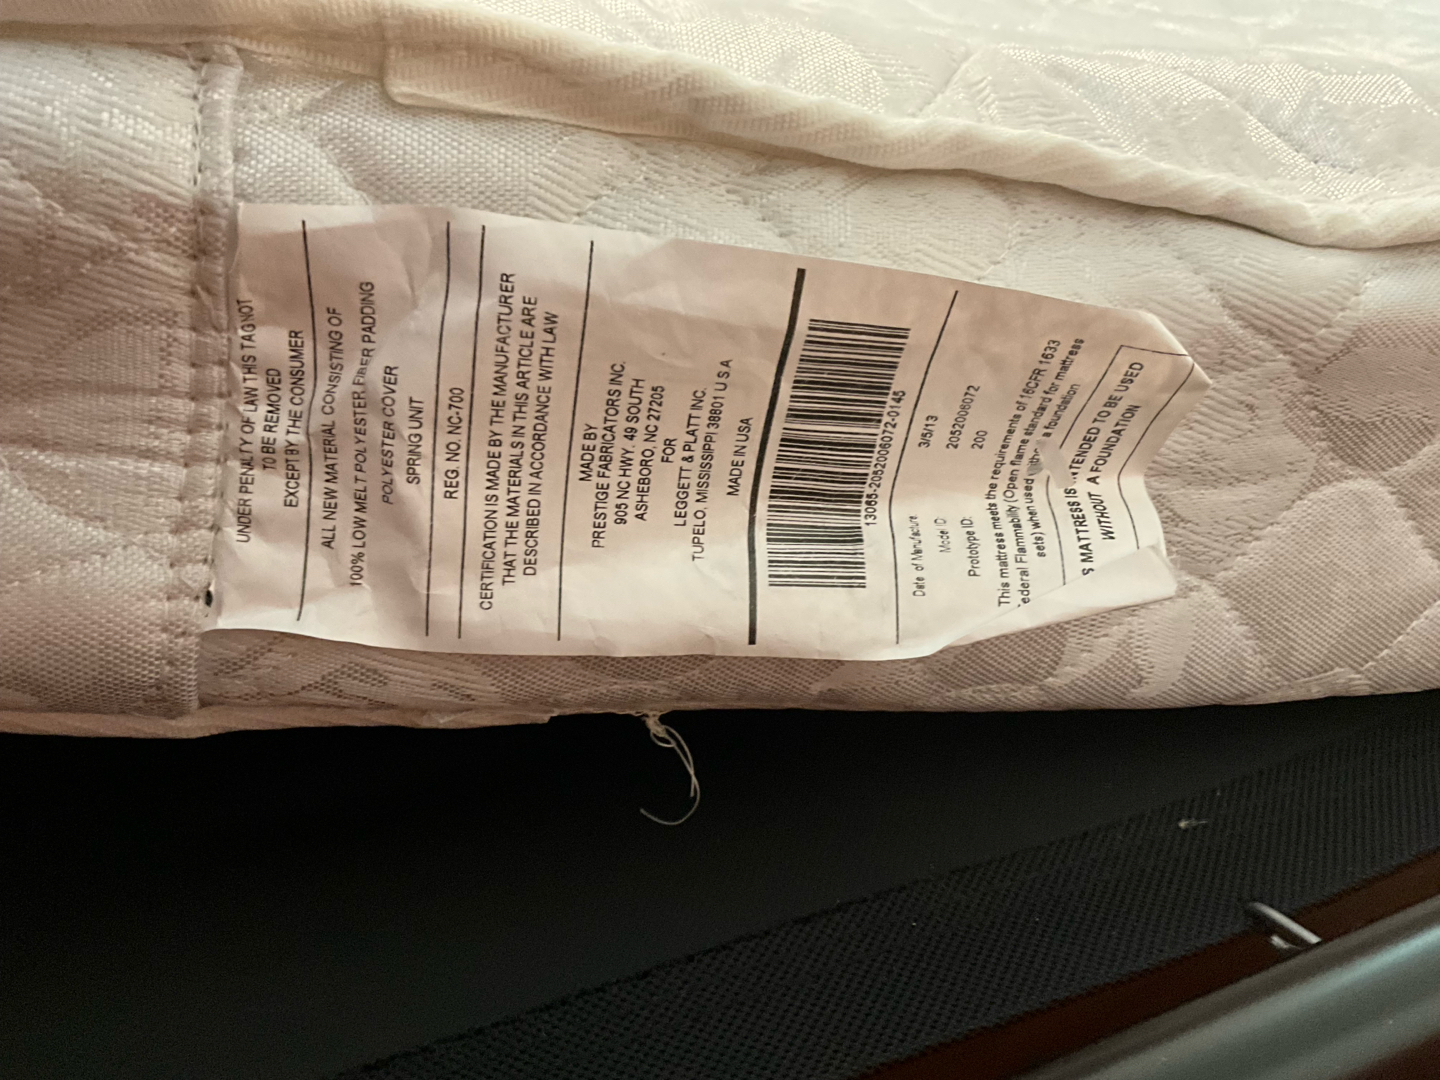 UNDER PENALTY OF LAW THIS TAG NOT
TO BE REMOVED
EXCEPT BY THE CONSUMER
ALL NEW MATERIAL CONSISTING OF
100% LOW MELT POLYESTER FIBER PADDING
POLYESTER COVER
SPRING UNIT
REG. NO. NC-700
CERTIFICATION IS MADE BY THE MANUFACTURER
THAT THE MATERIALS IN THIS ARTICLE ARE
DESCRIBED IN ACCORDANCE WITH LAW
MADE BY
PRESTIGE FABRICATORS INC.
905 NC HWY. 49 SOUTH
ASHEBORO, NC 27205
FOR
LEGGETT & PLATT INC.
TUPELO, MISSISSIPPI 38801 U S A
MADE IN USA
13065-2052006072-0145
Date of Manufacture: 3/5/13
Model ID: 2052006072
Prototype ID: 200
This mattress meets the requirements of 16CFR 1633
ederal Flammability (Open flame standard for mattress
sets) when used a foundation
S MATTRESS IS TENDED TO BE USED
WITHOUT A FOUNDATION